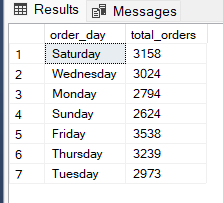 Results Messages
order_day total_orders
1 Saturday 3158
2 Wednesday 3024
3 Monday 2794
4 Sunday 2624
5 Friday 3538
6 Thursday 3239
7 Tuesday 2973